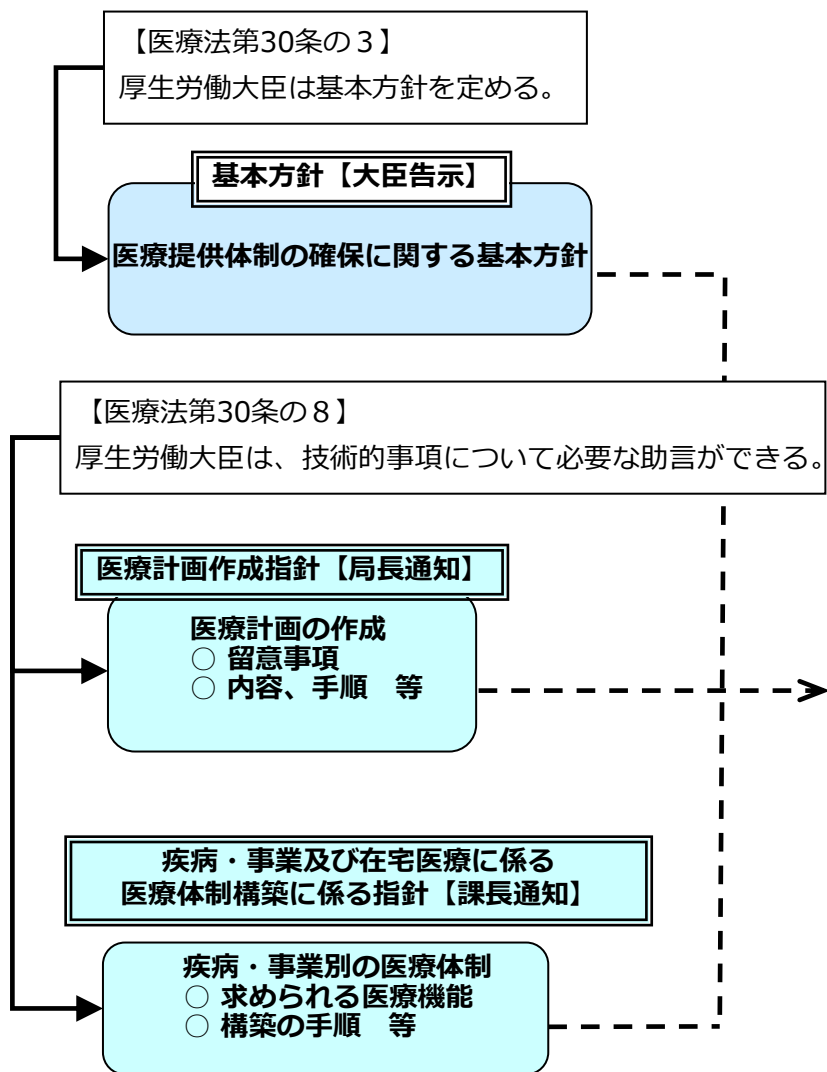 【医療法第30条の３】
厚生労働大臣は基本方針を定める。
基本方針【大臣告示】
医療提供体制の確保に関する基本方針
【医療法第30条の８】
厚生労働大臣は、技術的事項について必要な助言ができる。
医療計画作成指針【局長通知】
医療計画の作成
○ 留意事項
○ 内容、手順　等
疾病・事業及び在宅医療に係る
医療体制構築に係る指針【課長通知】
疾病・事業別の医療体制
○ 求められる医療機能
○ 構築の手順　等